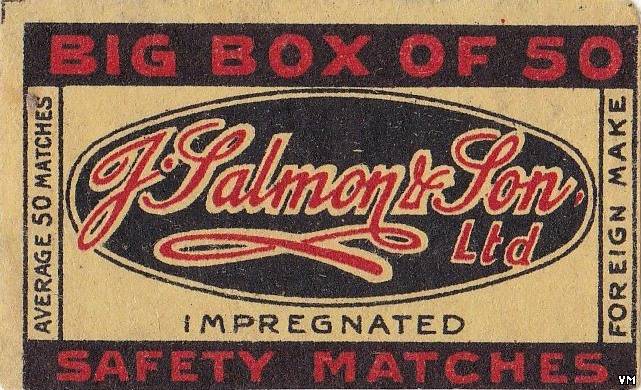 BIG BOX OF 50
AVERAGE 50 MATCHES
J. Salmon & Son.
Ltd
FOREIGN MAKE
IMPREGNATED
SAFETY MATCHES
VM